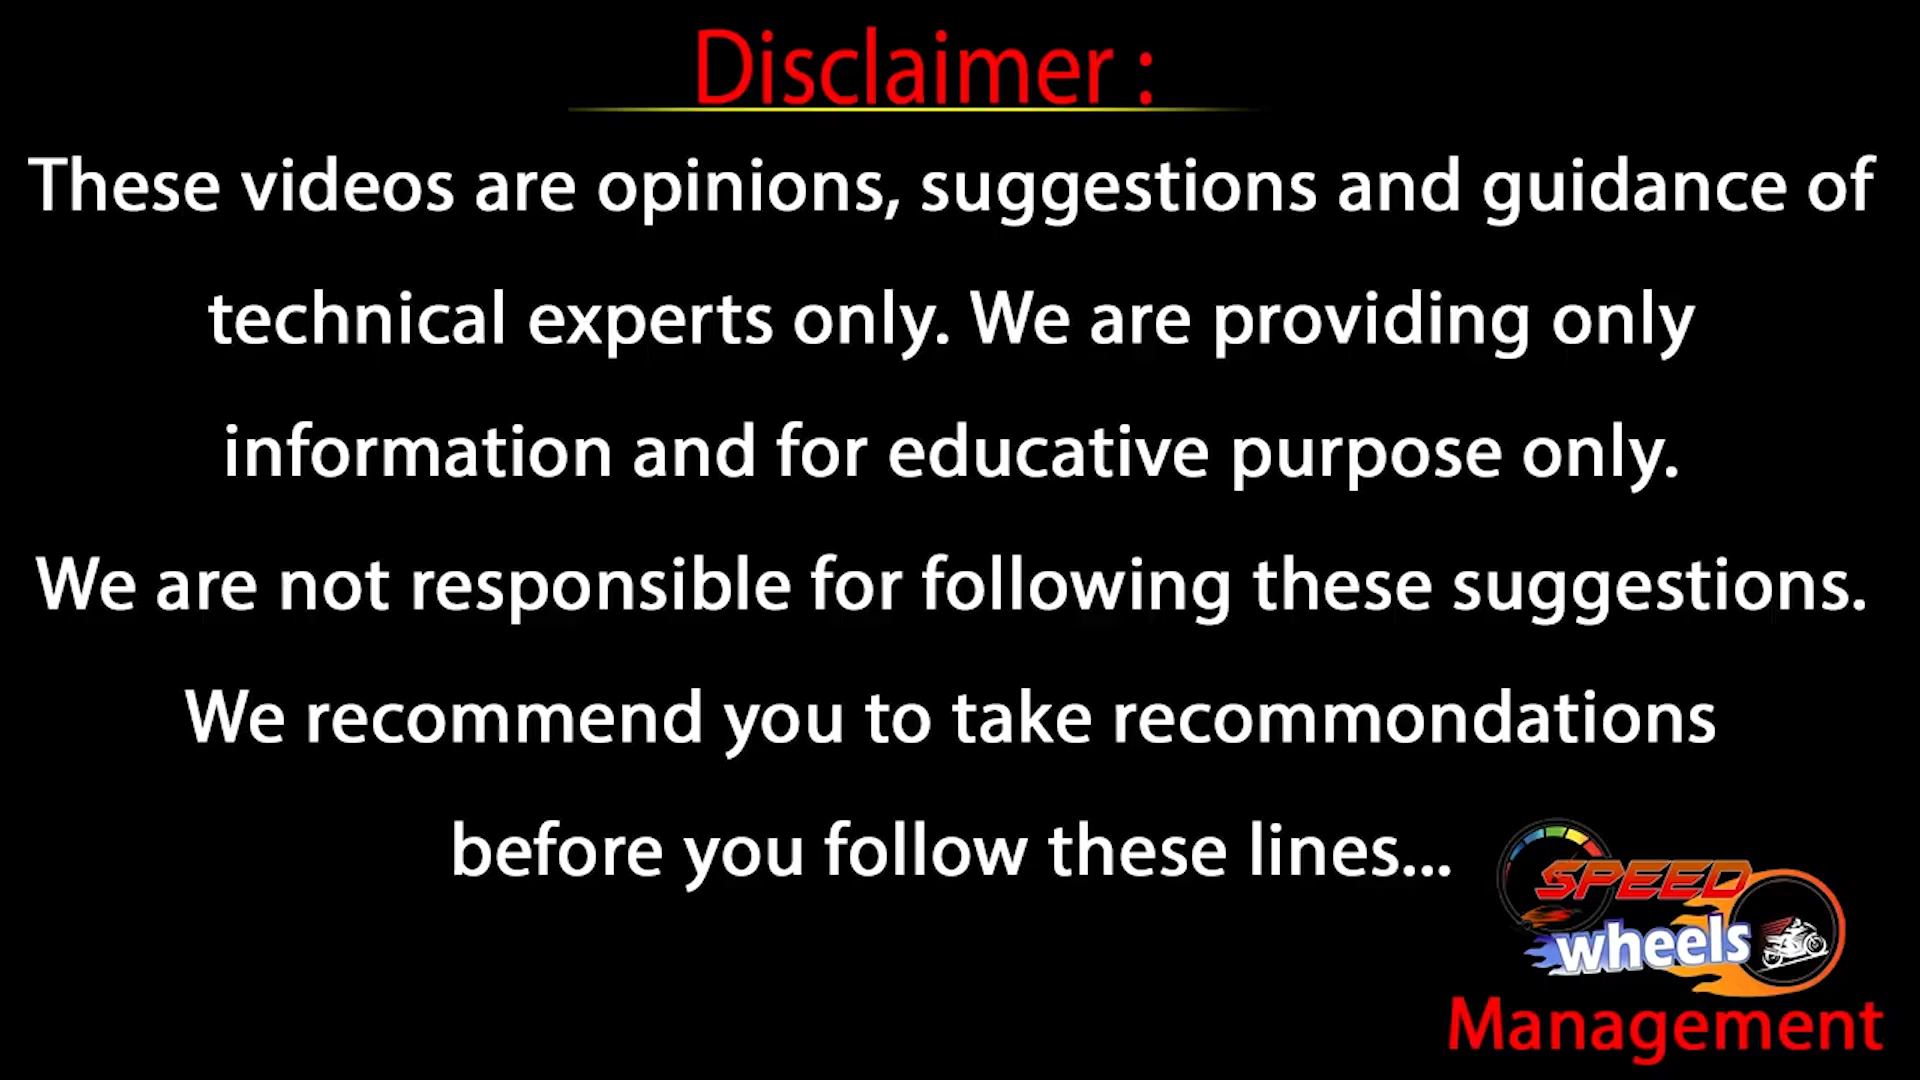 Disclaimer :
These videos are opinions, suggestions and guidance of
technical experts only. We are providing only
information and for educative purpose only.
We are not responsible for following these suggestions.
We recommend you to take recommondations
before you follow these lines...
SPEED
wheels
Management